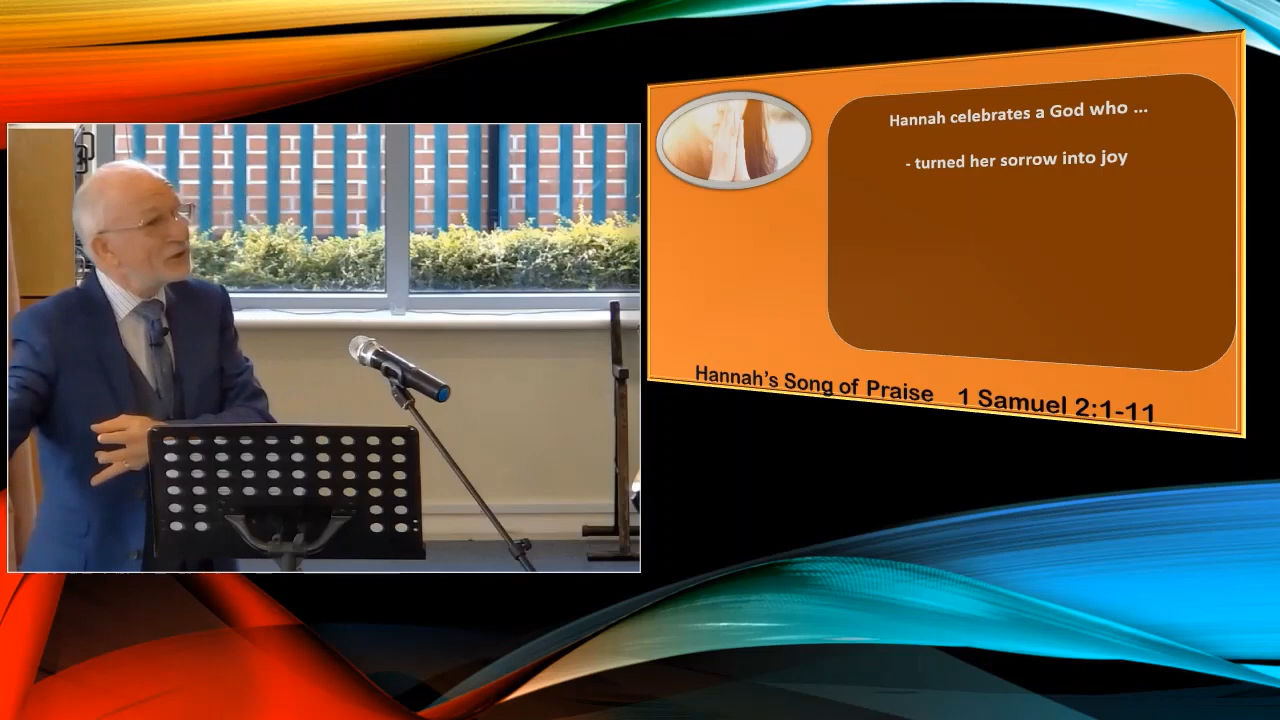 Hannah celebrates a God who ...
- turned her sorrow into joy
Hannah's Song of Praise 1 Samuel 2:1-11